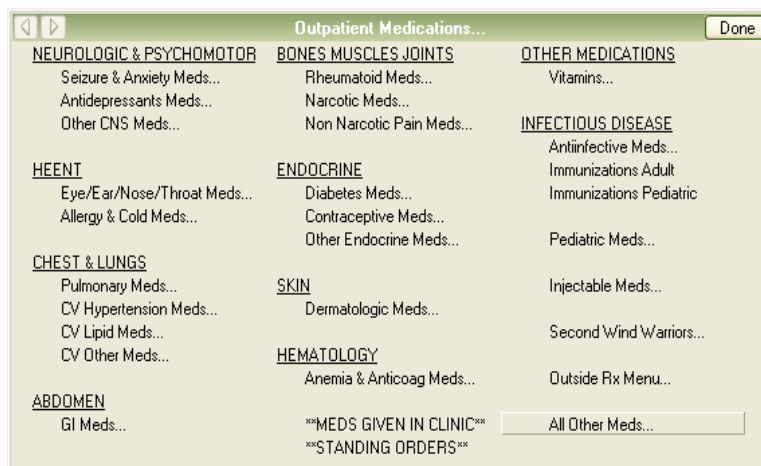 Outpatient Medications...
Done
NEUROLOGIC & PSYCHOMOTOR
Seizure & Anxiety Meds...
Antidepressants Meds...
Other CNS Meds...
HEENT
Eye/Ear/Nose/Throat Meds...
Allergy & Cold Meds...
CHEST & LUNGS
Pulmonary Meds...
CV Hypertension Meds...
CV Lipid Meds...
CV Other Meds...
ABDOMEN
GI Meds...
BONES MUSCLES JOINTS
Rheumatoid Meds...
Narcotic Meds...
Non Narcotic Pain Meds...
ENDOCRINE
Diabetes Meds...
Contraceptive Meds...
Other Endocrine Meds...
SKIN
Dermatologic Meds...
HEMATOLOGY
Anemia & Anticoag Meds...
**MEDS GIVEN IN CLINIC**
**STANDING ORDERS**
OTHER MEDICATIONS
Vitamins...
INFECTIOUS DISEASE
Antiinfective Meds...
Immunizations Adult
Immunizations Pediatric
Pediatric Meds...
Injectable Meds...
Second Wind Warriors...
Outside Rx Menu...
All Other Meds...